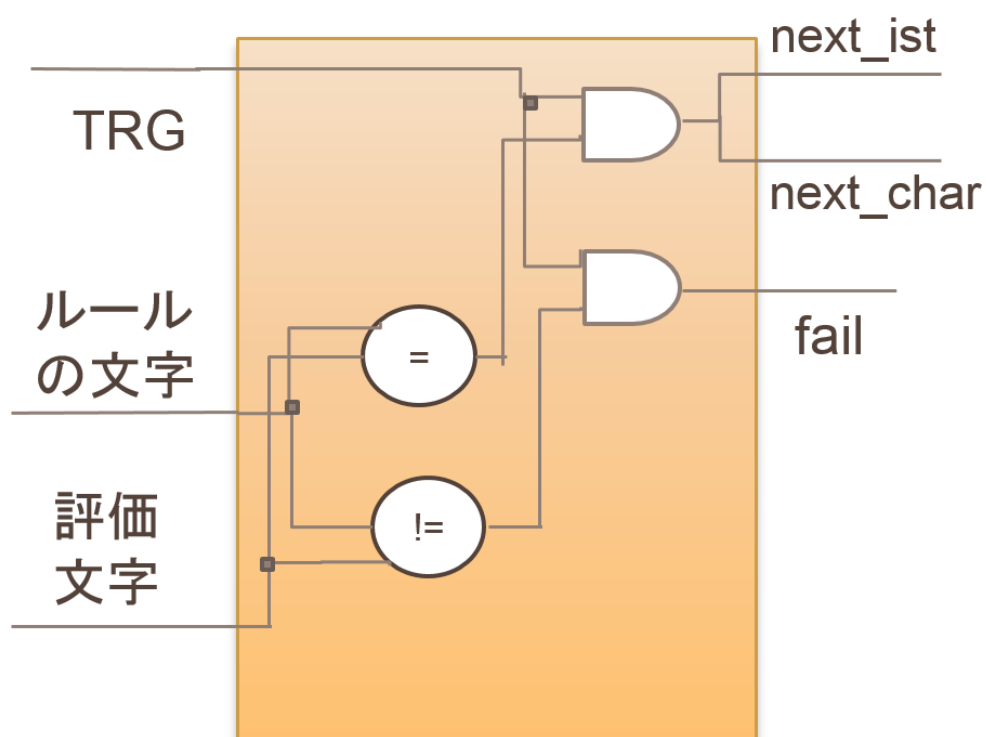 next_ist
TRG
next_char
ルール
の文字
fail
=
評価
文字
!=